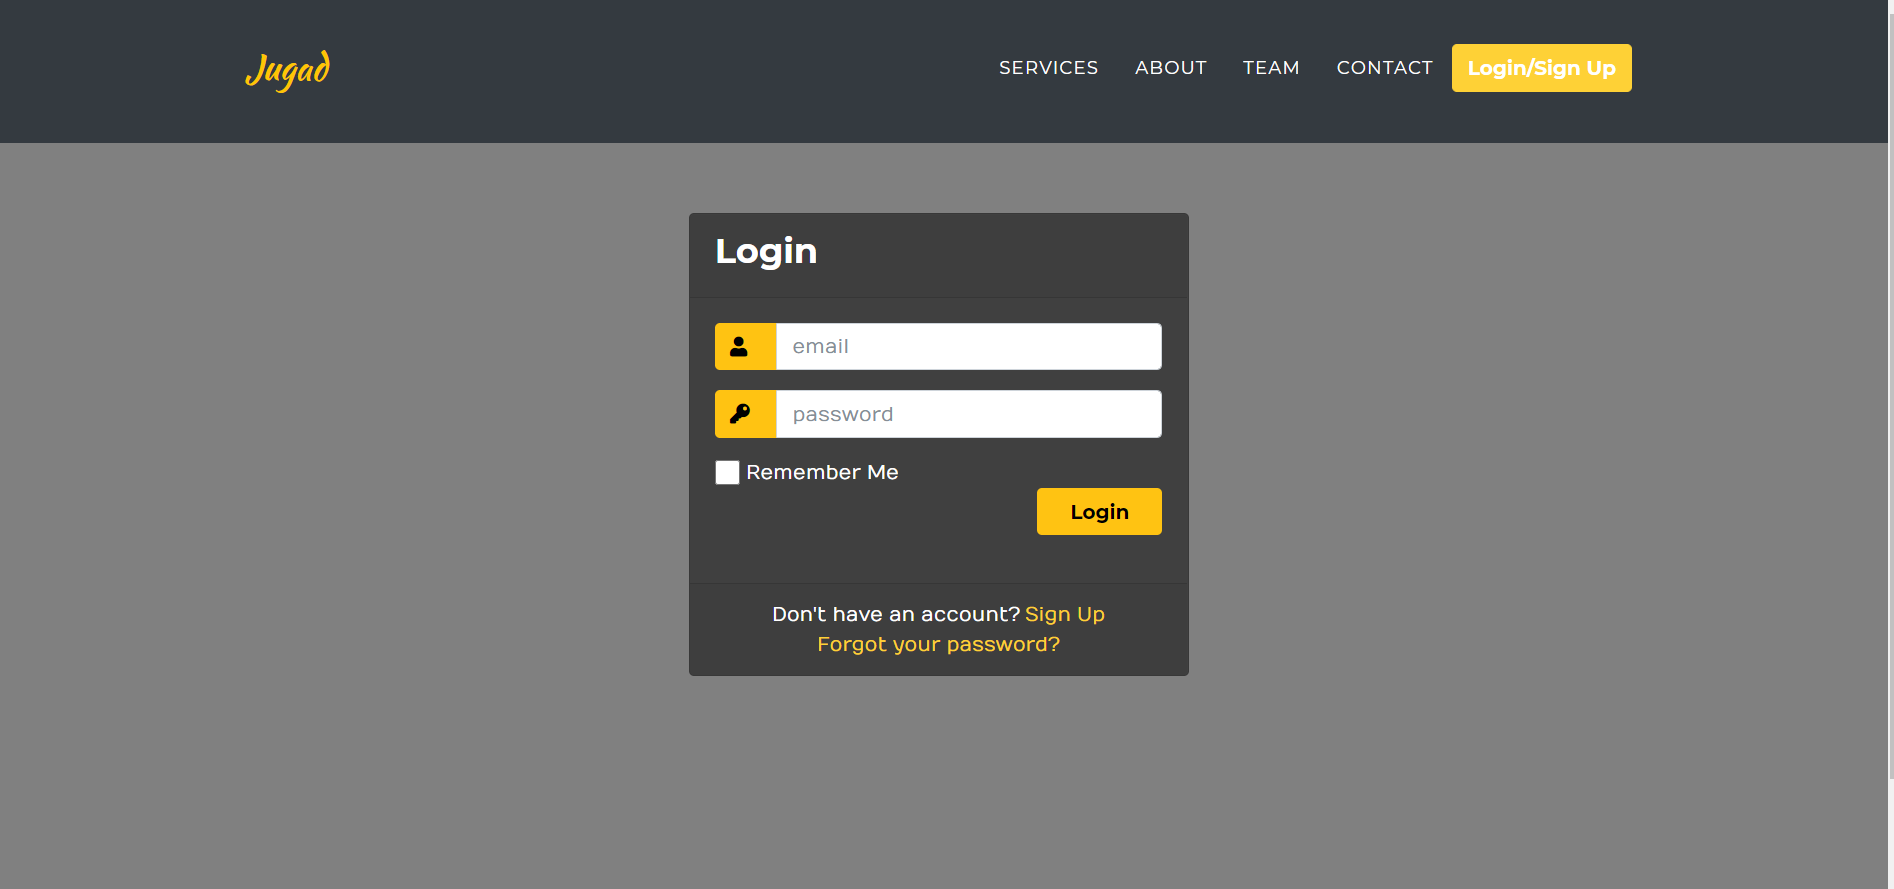 Jugad
SERVICES ABOUT TEAM CONTACT Login/Sign Up
Login
email
password
Remember Me
Login
Don't have an account? Sign Up
Forgot your password?